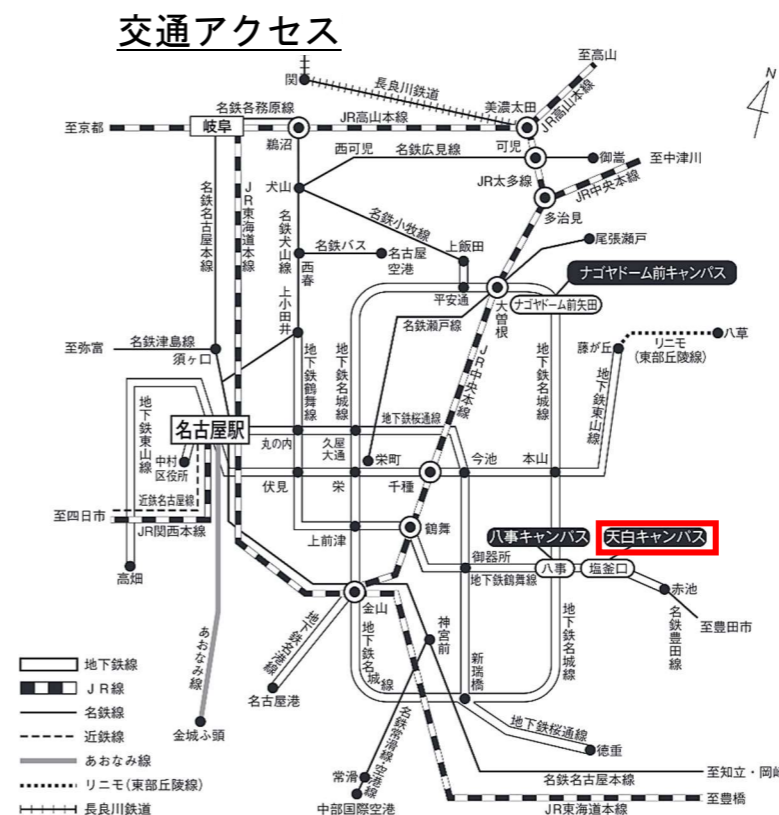 交通アクセス
至高山
関
長良川鉄道
美濃太田
JR高山本線
N
名鉄各務原線
JR高山本線
至京都
岐阜
鵜沼
西可児
名鉄広見線
可児
御嵩
至中津川
JR太多線
JR中央本線
犬山
多治見
名鉄名古屋本線
JR東海道本線
名鉄犬山線
名鉄小牧線
上飯田
尾張瀬戸
名鉄バス
名古屋空港
西春
平安通
大曽根
ナゴヤドーム前キャンパス
ナゴヤドーム前矢田
上小田井
名鉄瀬戸線
JR中央本線
至弥富
名鉄津島線
須ヶ口
藤が丘
リニモ
(東部丘陵線)
八草
地下鉄鶴舞線
地下鉄名城線
地下鉄名城線
地下鉄東山線
地下鉄東山線
名古屋駅
地下鉄桜通線
丸の内
久屋大通
栄町
今池
本山
中村区役所
伏見
栄
千種
近鉄名古屋線
至四日市
JR関西本線
上前津
鶴舞
八事キャンパス
天白キャンパス
御器所
地下鉄鶴舞線
八事
塩釜口
赤池
高畑
金山
名鉄豊田線
至豊田市
あおなみ線
地下鉄名港線
地下鉄名城線
神宮前
新瑞橋
地下鉄名城線
名古屋港
地下鉄桜通線
徳重
金城ふ頭
名鉄常滑線
空港線
常滑
中部国際空港
名鉄名古屋本線
至知立・岡崎
JR東海道本線
至豊橋
地下鉄線
JR線
名鉄線
近鉄線
あおなみ線
リニモ(東部丘陵線)
長良川鉄道